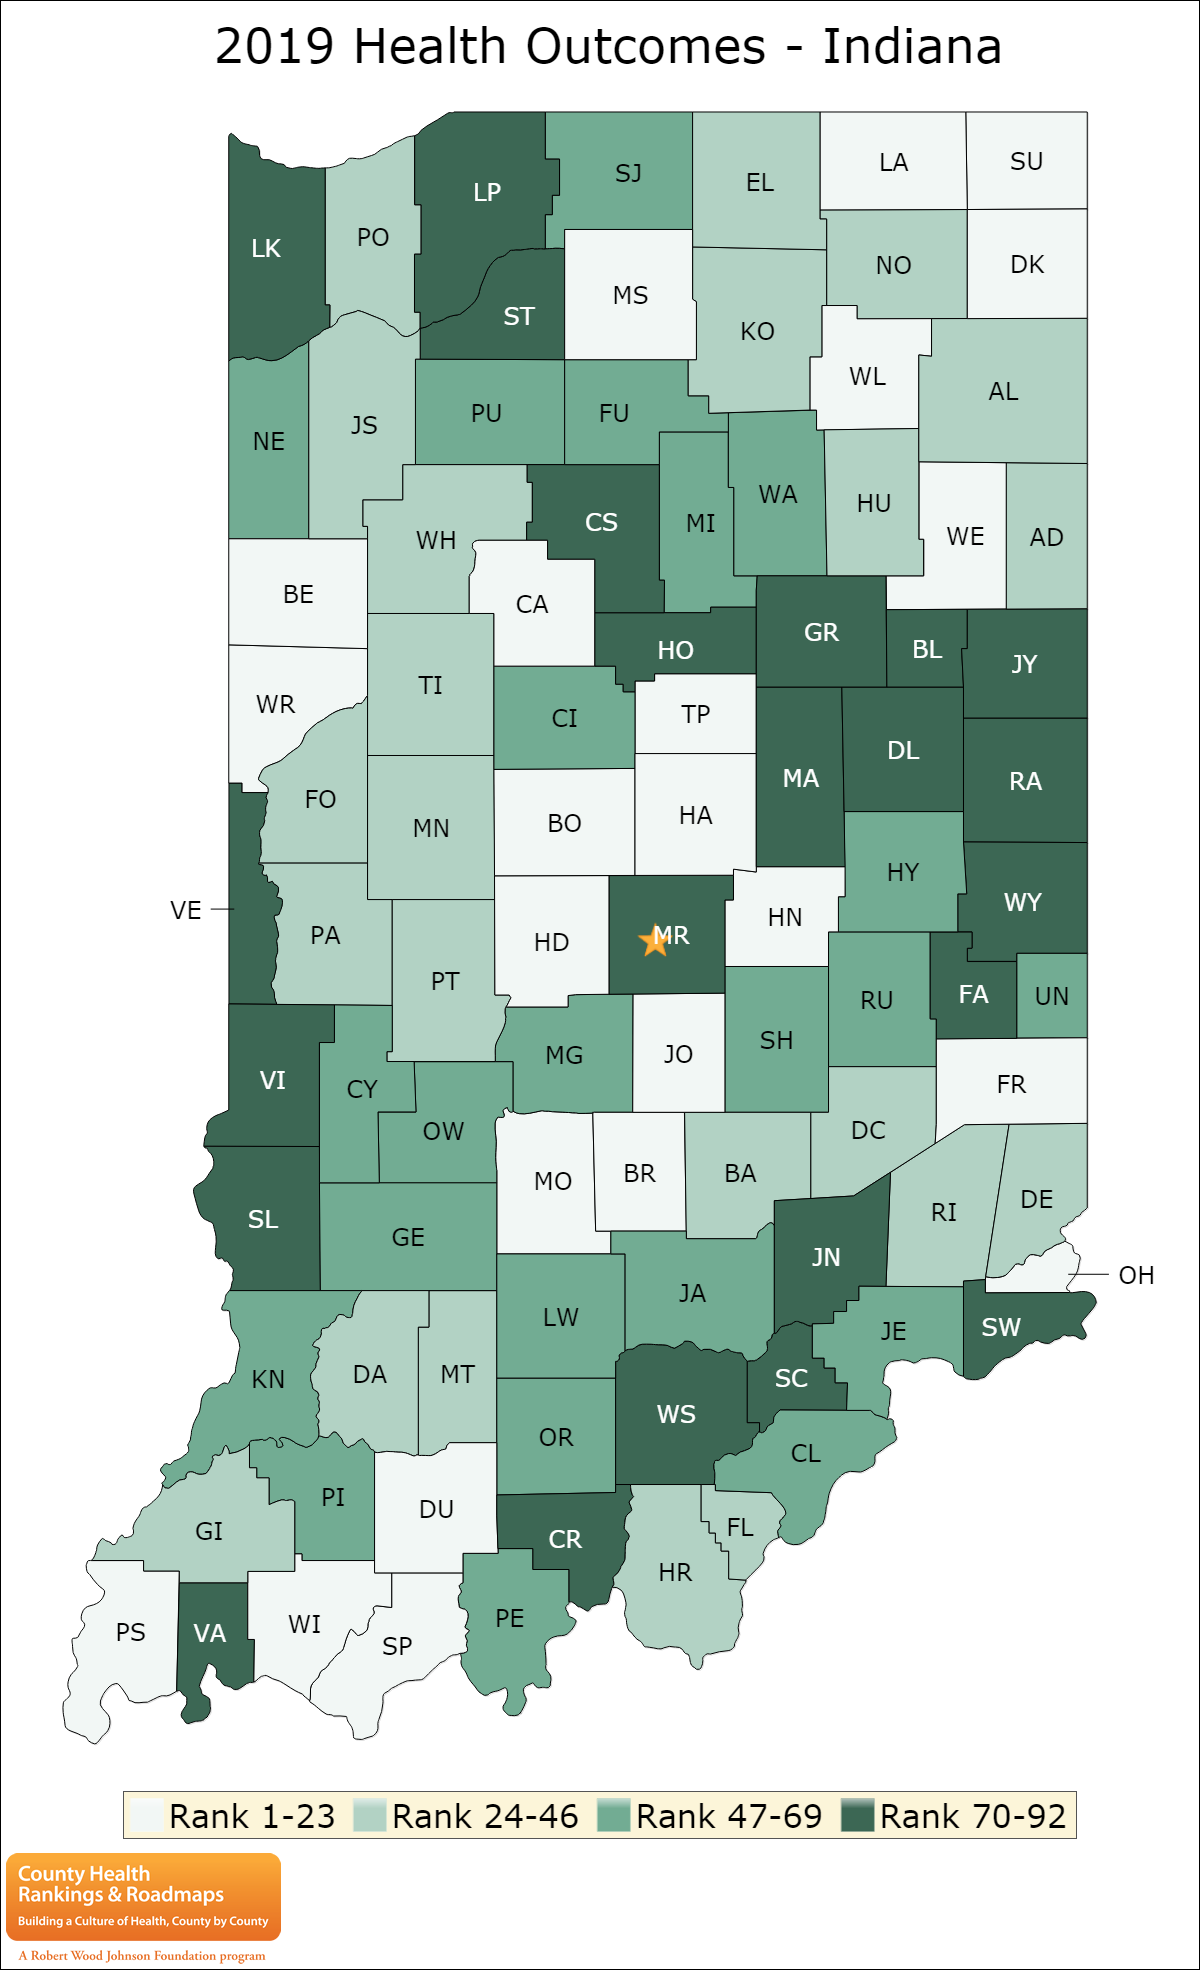 2019 Health Outcomes - Indiana
LA
SU
SJ
EL
LP
PO
LK
NO
DK
MS
ST
KO
WL
AL
PU
FU
JS
NE
WA
HU
CS
MI
WE
AD
WH
BE
CA
GR
HO
BL
JY
TI
WR
TP
CI
DL
MA
RA
FO
HA
BO
MN
HY
WY
VE
HN
PA
MR
HD
PT
FA
UN
RU
SH
MG
JO
VI
FR
CY
DC
OW
BA
BR
MO
DE
RI
SL
GE
JN
OH
JA
LW
SW
JE
MT
DA
KN
SC
WS
OR
CL
PI
DU
FL
GI
CR
HR
PE
WI
PS
VA
SP
Rank 1-23 Rank 24-46 Rank 47-69 Rank 70-92
County Health
Rankings & Roadmaps
Building a Culture of Health, County by County
A Robert Wood Johnson Foundation program